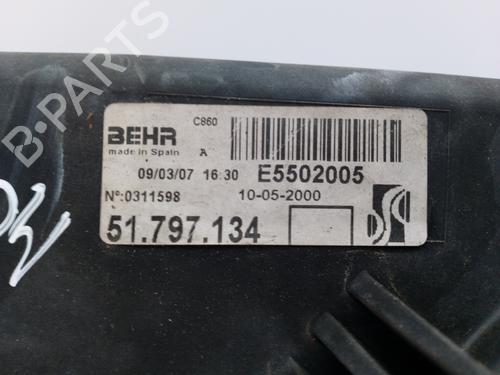 C860
BEHR
made in Spain A
09/03/07 16:30 E5502005
Nº:0311598 10-05-2000
51.797.134
B-PARTS